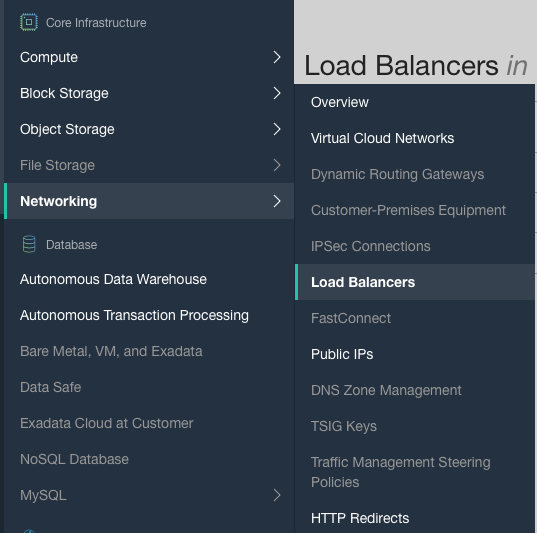 Core Infrastructure
Compute
Block Storage
Object Storage
File Storage
Networking
Database
Autonomous Data Warehouse
Autonomous Transaction Processing
Bare Metal, VM, and Exadata
Data Safe
Exadata Cloud at Customer
NoSQL Database
MySQL
Load Balancers in
Overview
Virtual Cloud Networks
Dynamic Routing Gateways
Customer-Premises Equipment
IPSec Connections
Load Balancers
FastConnect
Public IPs
DNS Zone Management
TSIG Keys
Traffic Management Steering
Policies
HTTP Redirects